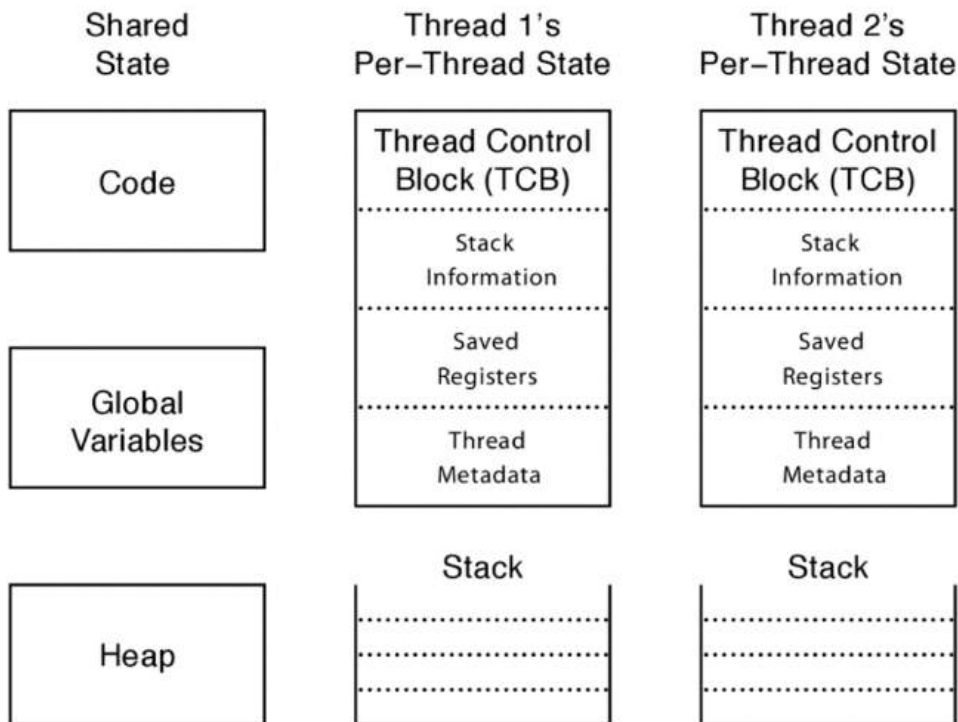 Shared
State
Thread 1's
Per–Thread State
Thread 2's
Per–Thread State
Code
Global
Variables
Heap
Thread Control
Block (TCB)
Stack
Information
Saved
Registers
Thread
Metadata
Stack
Thread Control
Block (TCB)
Stack
Information
Saved
Registers
Thread
Metadata
Stack